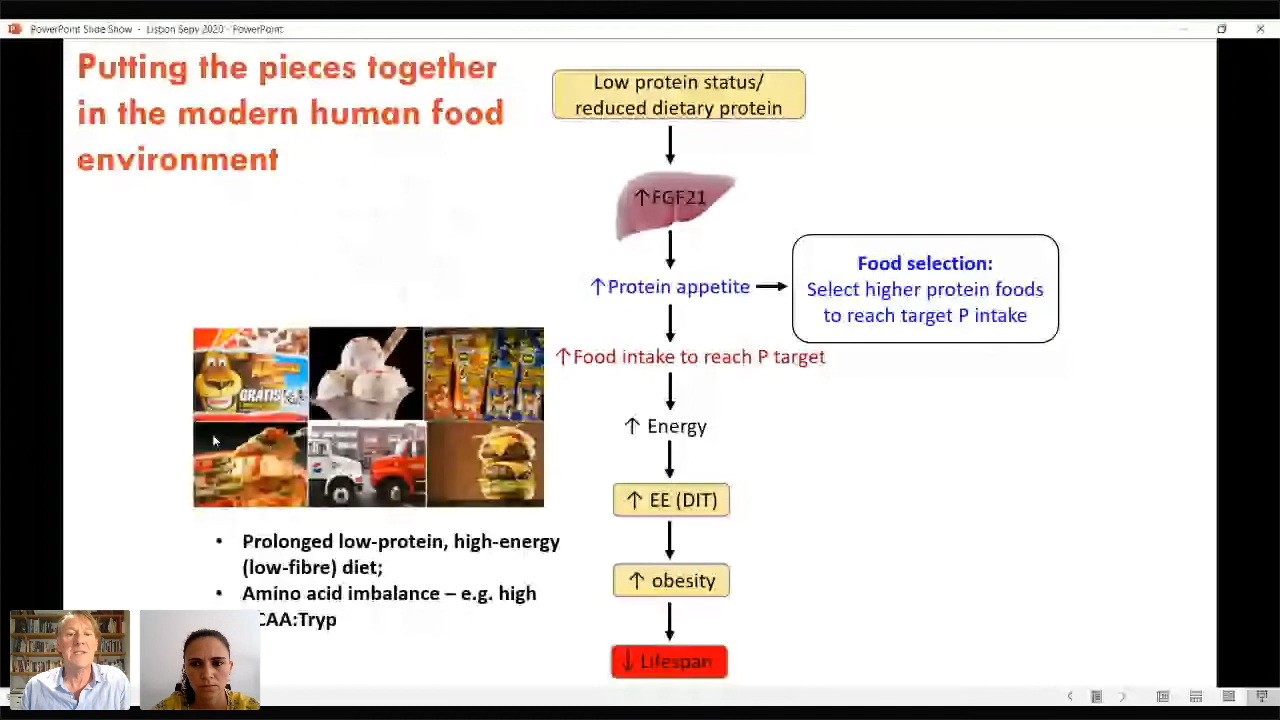 PowerPoint Slide Show - Lisbon Sepy 2020 - PowerPoint
Putting the pieces together
in the modern human food
environment
Low protein status/
reduced dietary protein
↑FGF21
↑Protein appetite
Food selection:
Select higher protein foods
to reach target P intake
↑Food intake to reach P target
↑ Energy
↑ EE (DIT)
↑ obesity
↓ Lifespan
GRATIS
• Prolonged low-protein, high-energy
(low-fibre) diet;
• Amino acid imbalance – e.g. high
CAA:Tryp